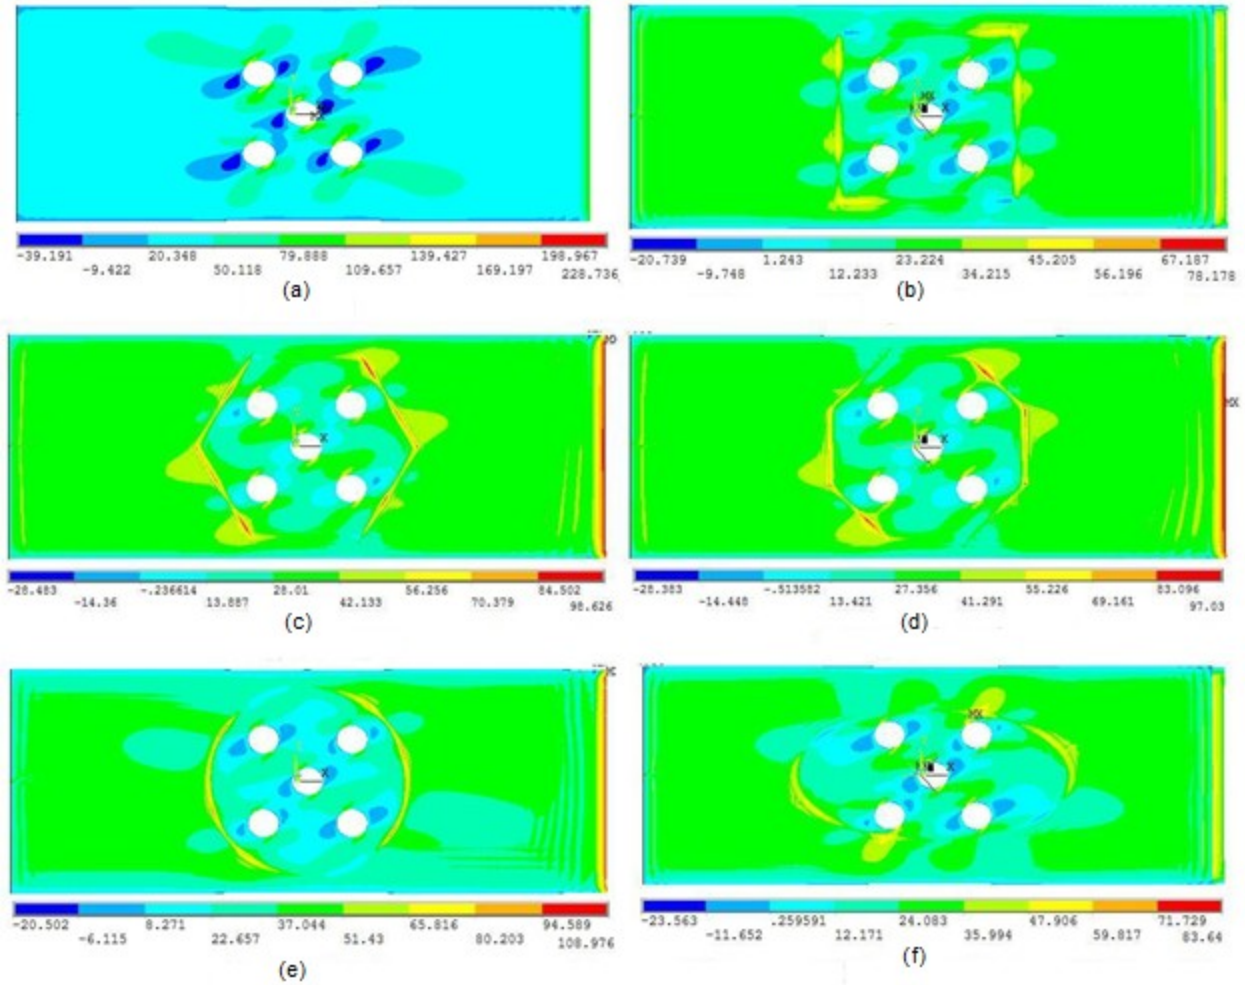 MX
-39.191 20.348 79.888 139.427 198.967
-9.422 50.118 109.657 169.197 228.736
(a)
MX
X
-20.739 1.243 23.224 45.205 67.187
-9.748 12.233 34.215 56.196 78.178
(b)
X
-28.483 -.236614 28.01 56.256 84.502
-14.36 13.887 42.133 70.379 98.626
(c)
MX
X
-28.383 -.513582 27.356 55.226 83.096
-14.448 13.421 41.291 69.161 97.03
(d)
X
-20.502 8.271 37.044 65.816 94.589
-6.115 22.657 51.43 80.203 108.976
(e)
MX
X
-23.563 .259591 24.083 47.906 71.729
-11.652 12.171 35.994 59.817 83.64
(f)